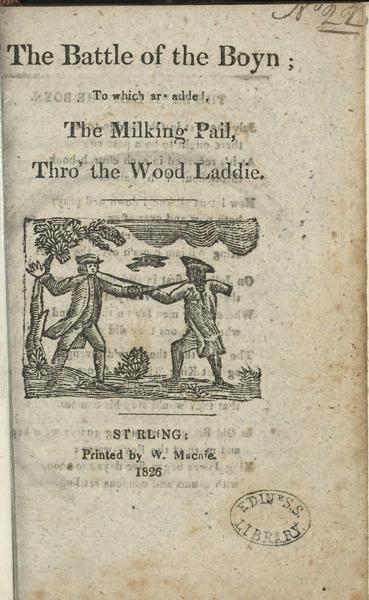 No 22
The Battle of the Boyn;
To which are added,
The Milking Pail,
Thro' the Wood Laddie.
STIRLING:
Printed by W. Macnie.
1826
EDINR S.S.
LIBRARY.